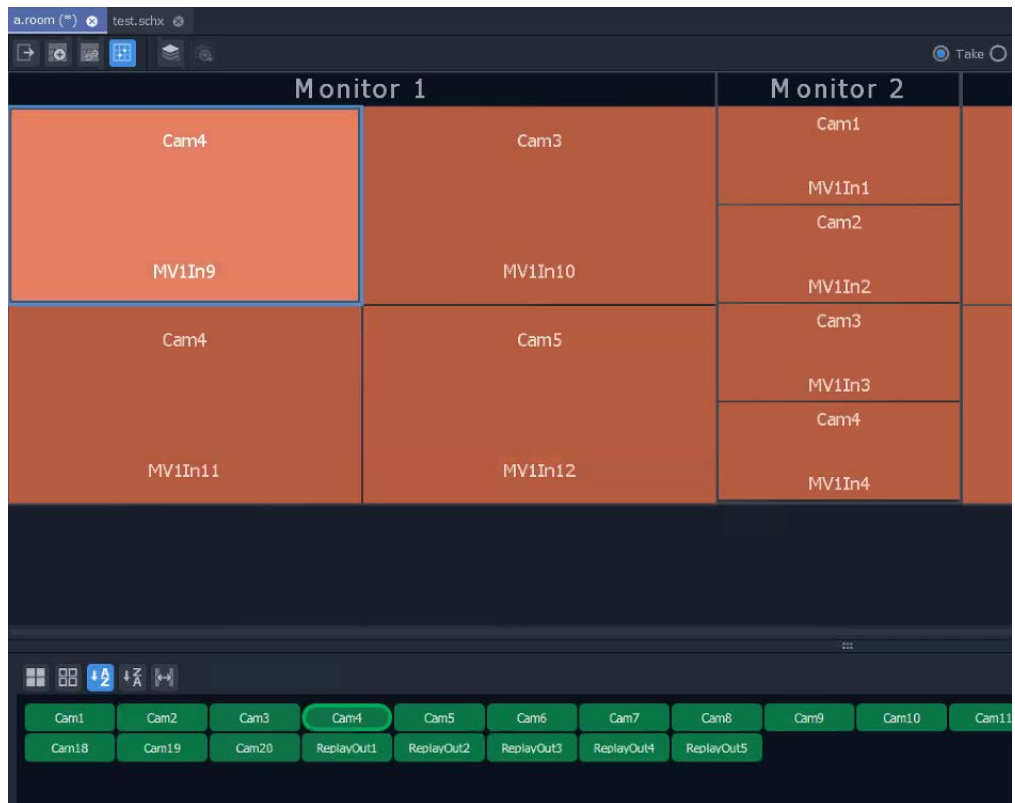 a.room (*)
test.schx
Take
Monitor 1
Monitor 2
Cam4
MV1In9
Cam3
MV1In10
Cam4
MV1In11
Cam5
MV1In12
Cam1
MV1In1
Cam2
MV1In2
Cam3
MV1In3
Cam4
MV1In4
A
Z
Z
A
Cam1 Cam2 Cam3 Cam4 Cam5 Cam6 Cam7 Cam8 Cam9 Cam10 Cam11
Cam18 Cam19 Cam20 ReplayOut1 ReplayOut2 ReplayOut3 ReplayOut4 ReplayOut5